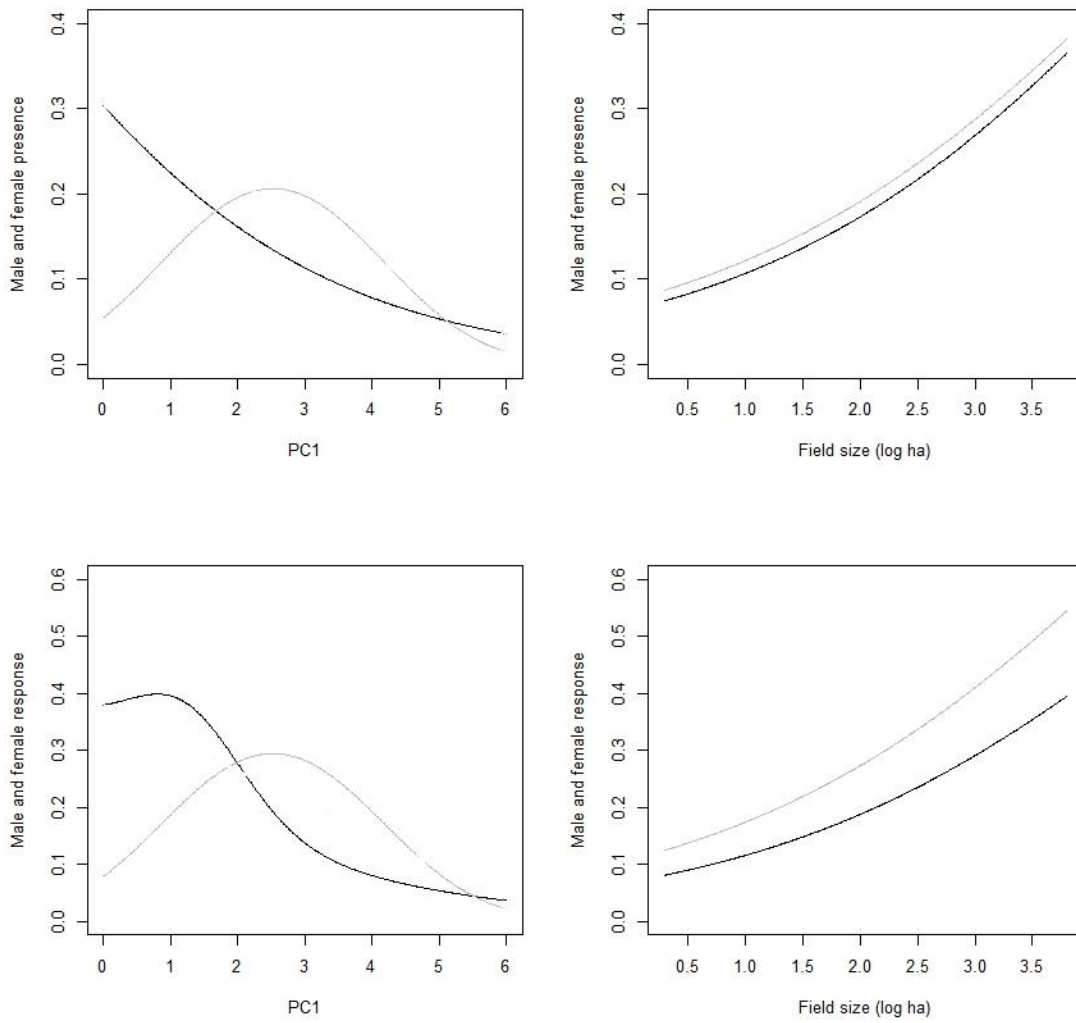 Male and female presence
0.4
0.3
0.2
0.1
0.0
0 1 2 3 4 5 6
PC1
Male and female presence
0.4
0.3
0.2
0.1
0.0
0.5 1.0 1.5 2.0 2.5 3.0 3.5
Field size (log ha)
Male and female response
0.6
0.5
0.4
0.3
0.2
0.1
0.0
0 1 2 3 4 5 6
PC1
Male and female response
0.6
0.5
0.4
0.3
0.2
0.1
0.0
0.5 1.0 1.5 2.0 2.5 3.0 3.5
Field size (log ha)